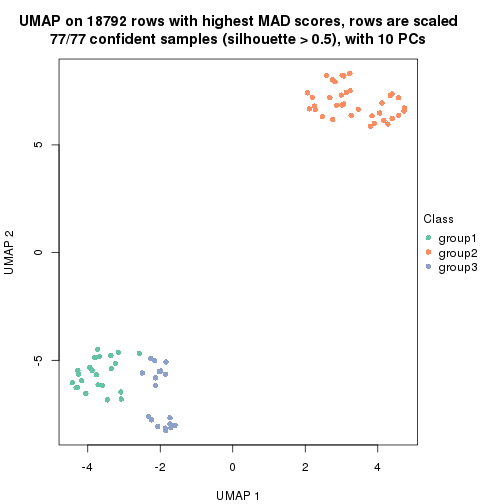 UMAP on 18792 rows with highest MAD scores, rows are scaled
77/77 confident samples (silhouette > 0.5), with 10 PCs
5
0
-5
UMAP 2
-4
-2
0
2
4
UMAP 1
Class
group1
group2
group3